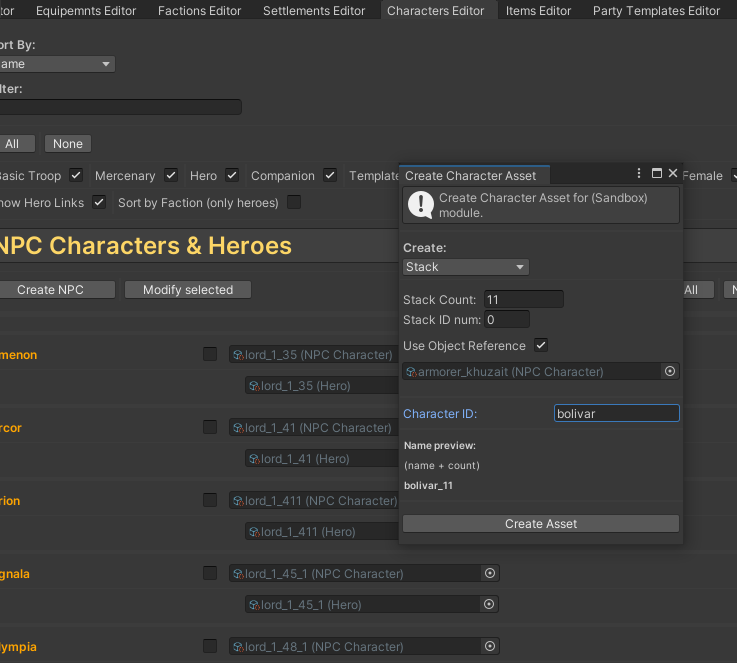 tor Equipemnts Editor Factions Editor Settlements Editor Characters Editor Items Editor Party Templates Editor
ort By:
ame
lter:
All None
Basic Troop Mercenary Hero Companion Template Female
how Hero Links Sort by Faction (only heroes)
NPC Characters & Heroes
Create NPC Modify selected All N
menon lord_1_35 (NPC Character)
lord_1_35 (Hero)
rcor lord_1_41 (NPC Character)
lord_1_41 (Hero)
rion lord_1_411 (NPC Character)
lord_1_411 (Hero)
gnala lord_1_45_1 (NPC Character)
lord_1_45_1 (Hero)
lympia lord_1_48_1 (NPC Character)
Create Character Asset
Create Character Asset for (Sandbox)
module.
Create:
Stack
Stack Count: 11
Stack ID num: 0
Use Object Reference
armorer_khuzait (NPC Character)
Character ID: bolivar
Name preview:
(name + count)
bolivar_11
Create Asset